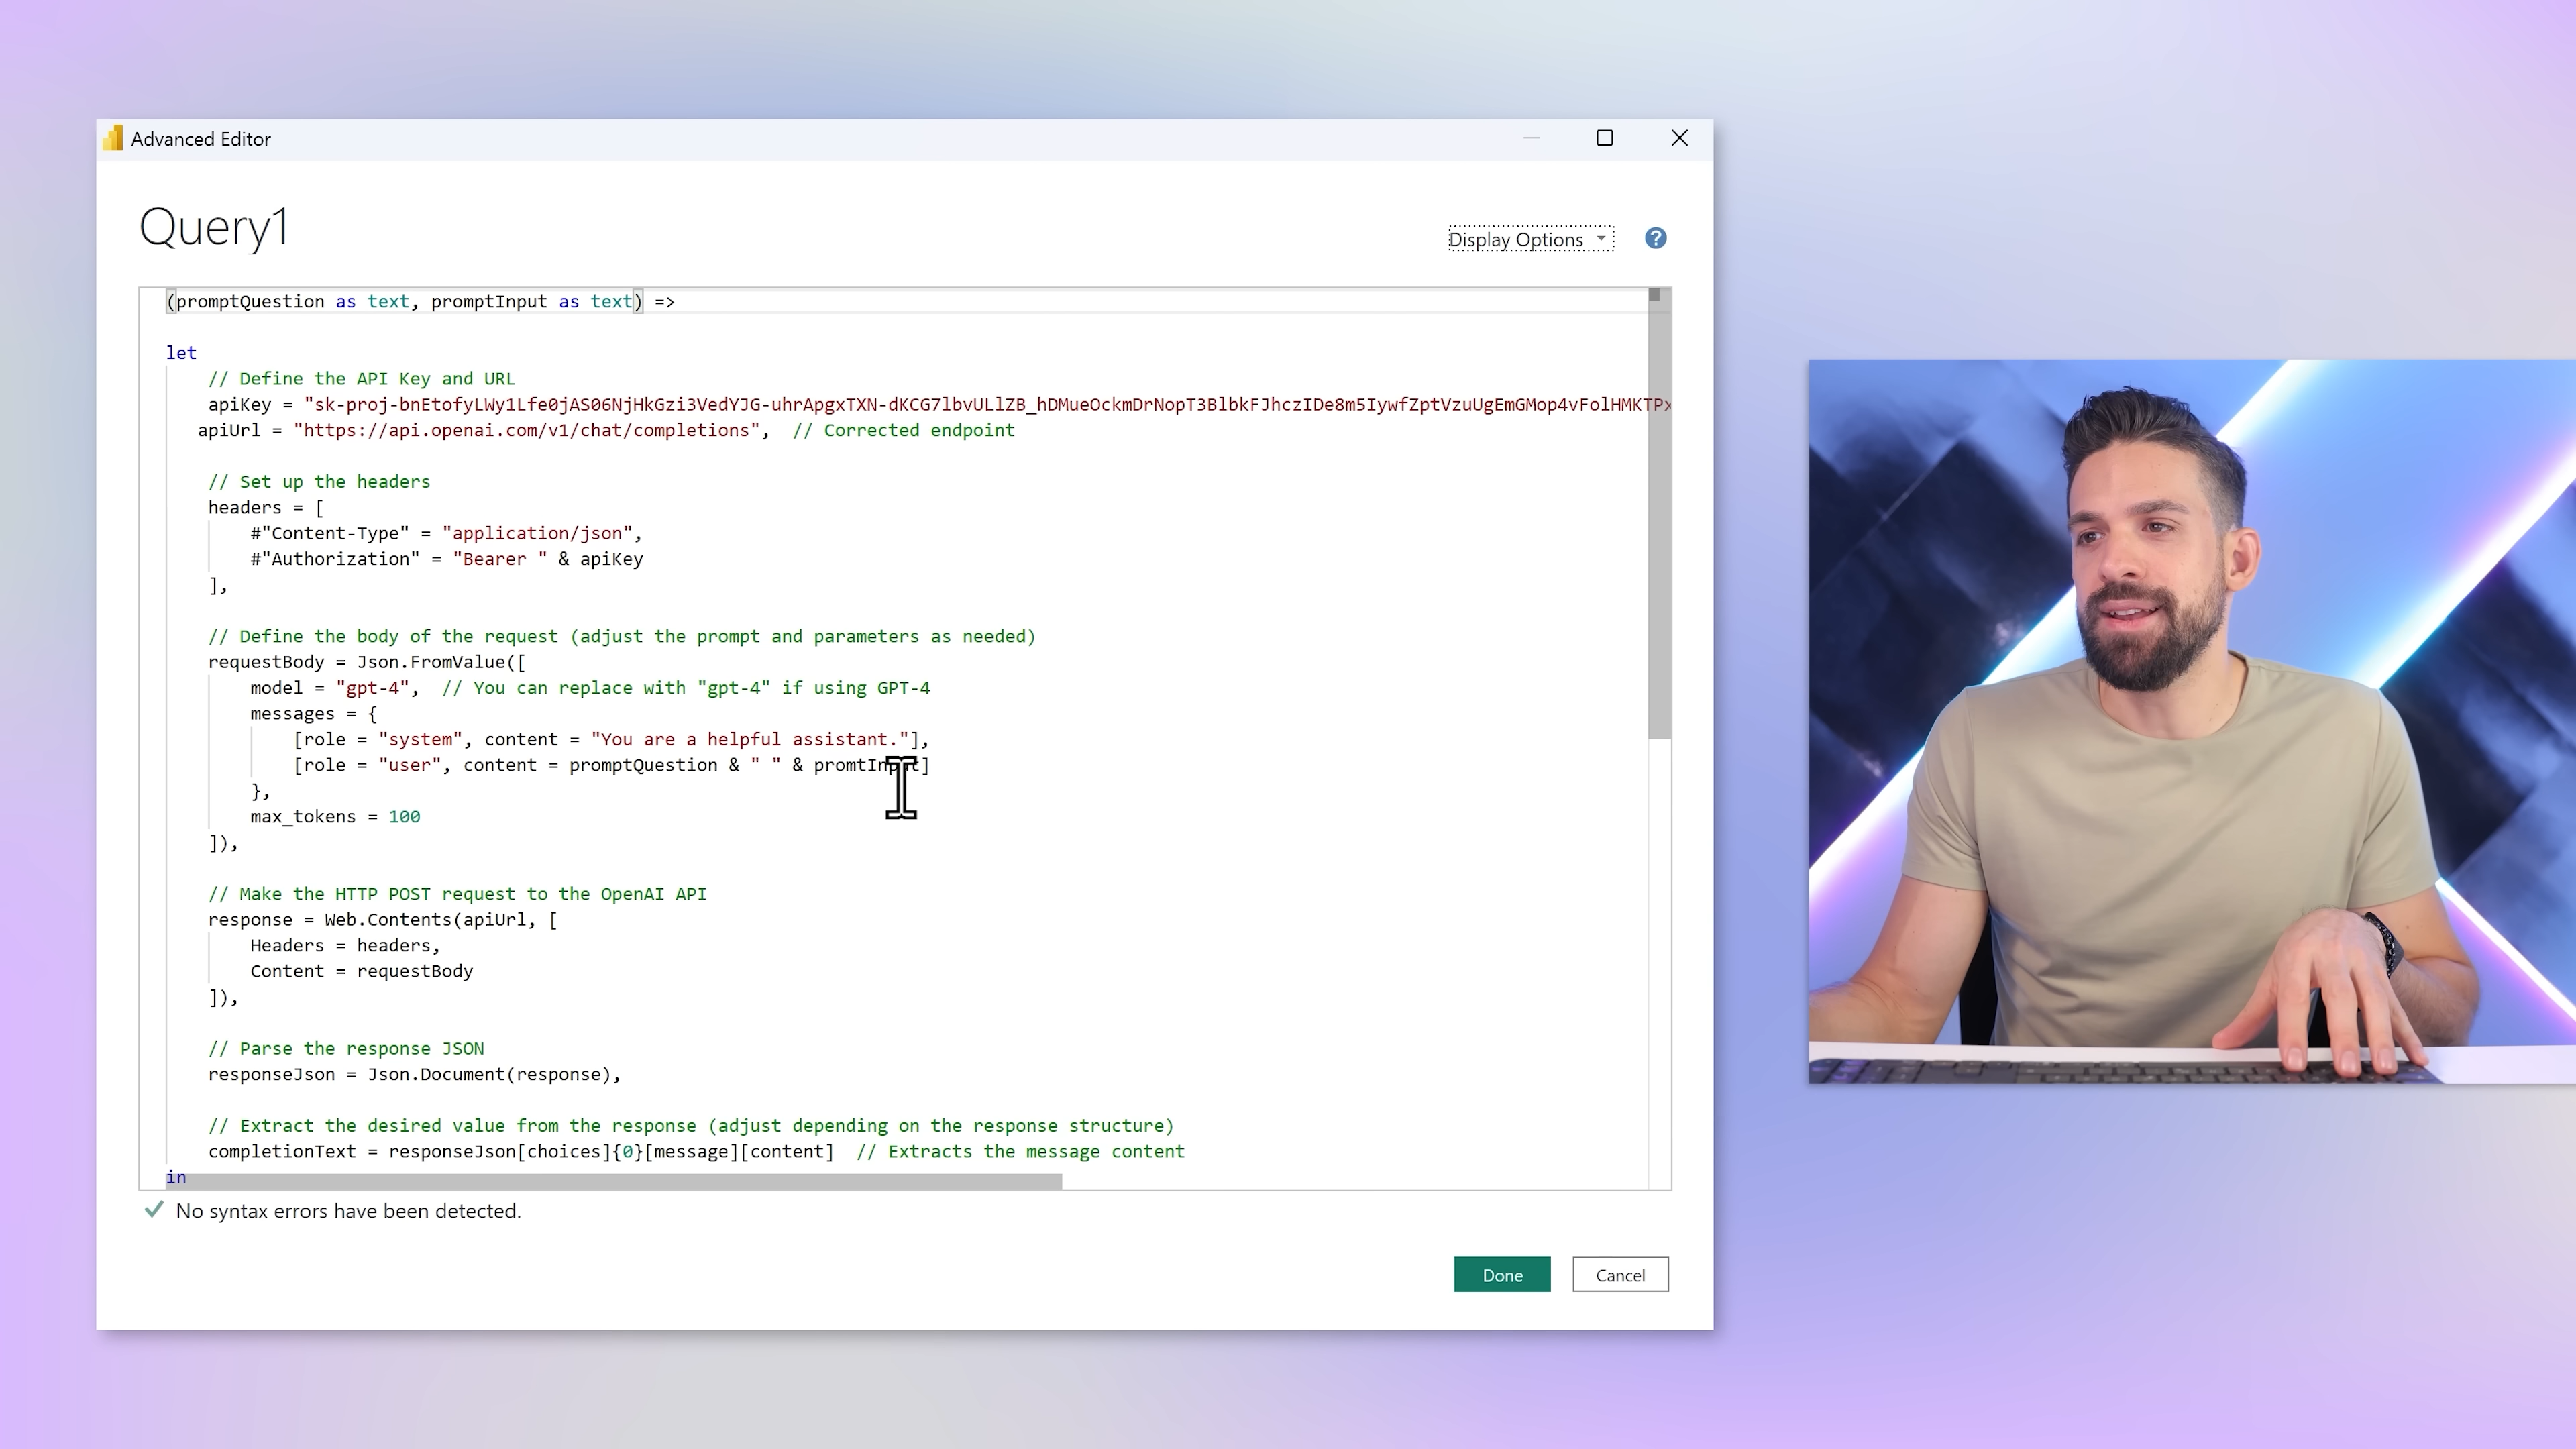 Advanced Editor
Query1
Display Options
?
(promptQuestion as text, promptInput as text) =>
let
// Define the API Key and URL
apiKey = "sk-proj-bnEtofyLWy1Lfe0jAS06NjHkGzi3VedYJG-uhrApgxTXN-dKCG7lbvULlZB_hDMueOckmDrNopT3BlbkFJhczIDe8m5IywfZptVzuUgEmGMop4vFolHMKTPx
apiUrl = "https://api.openai.com/v1/chat/completions",  // Corrected endpoint
// Set up the headers
headers = [
#"Content-Type" = "application/json",
#"Authorization" = "Bearer " & apiKey
],
// Define the body of the request (adjust the prompt and parameters as needed)
requestBody = Json.FromValue([
model = "gpt-4",  // You can replace with "gpt-4" if using GPT-4
messages = {
[role = "system", content = "You are a helpful assistant."],
[role = "user", content = promptQuestion & " " & promtInput]
},
max_tokens = 100
]),
// Make the HTTP POST request to the OpenAI API
response = Web.Contents(apiUrl, [
Headers = headers,
Content = requestBody
]),
// Parse the response JSON
responseJson = Json.Document(response),
// Extract the desired value from the response (adjust depending on the response structure)
completionText = responseJson[choices]{0}[message][content]  // Extracts the message content
in
No syntax errors have been detected.
Done
Cancel